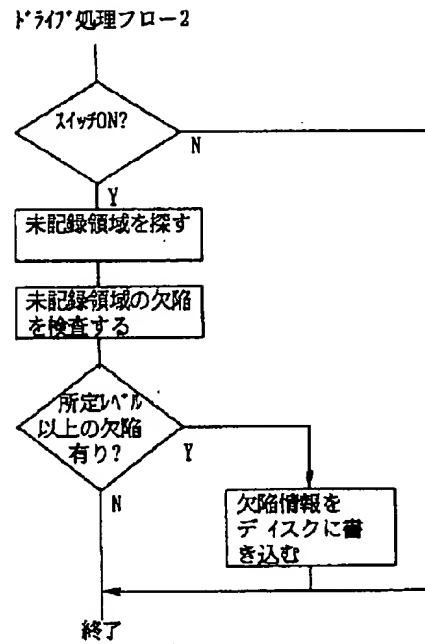 ﾄﾞﾗｲﾌﾞ処理フロー2
ｽｲｯﾁON?
N
Y
未記録領域を探す
未記録領域の欠陥
を検査する
所定ﾚﾍﾞﾙ
以上の欠陥
有り?
Y
N
欠陥情報を
ディスクに書
き込む
終了